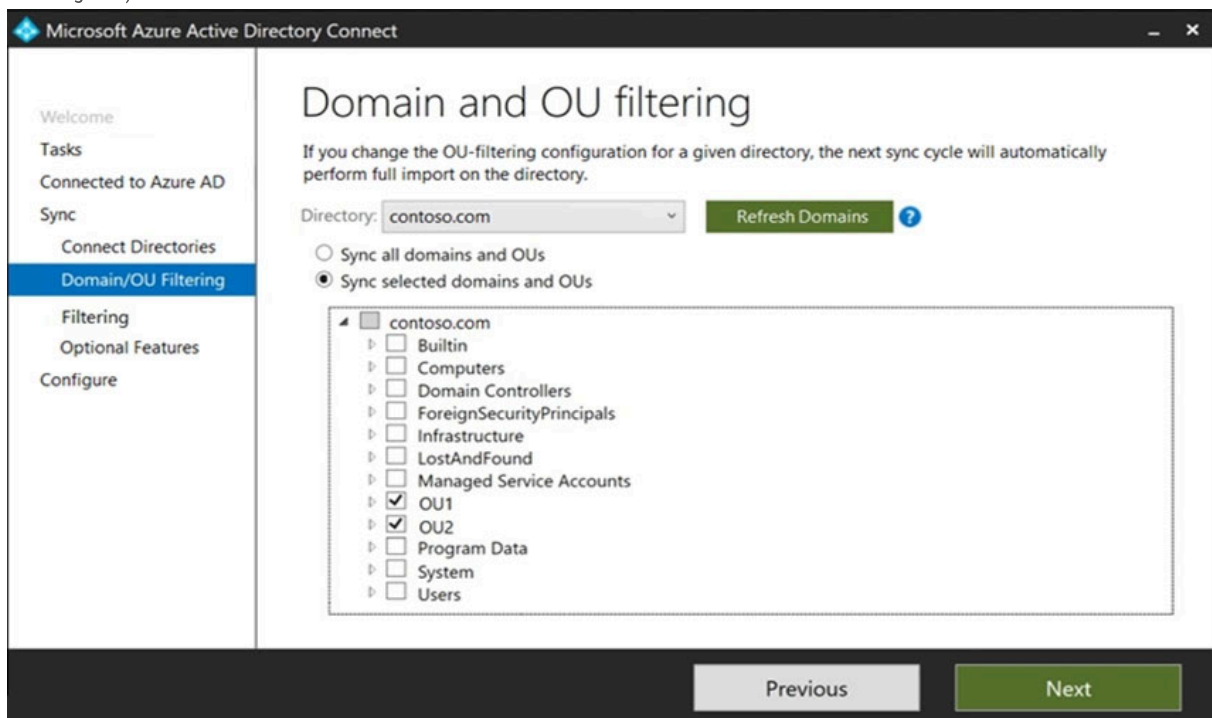 Microsoft Azure Active Directory Connect
Welcome
Tasks
Connected to Azure AD
Sync
Connect Directories
Domain/OU Filtering
Filtering
Optional Features
Configure
Domain and OU filtering
If you change the OU-filtering configuration for a given directory, the next sync cycle will automatically
perform full import on the directory.
Directory: contoso.com Refresh Domains ?
Sync all domains and OUs
Sync selected domains and OUs
contoso.com
Builtin
Computers
Domain Controllers
ForeignSecurityPrincipals
Infrastructure
LostAndFound
Managed Service Accounts
OU1
OU2
Program Data
System
Users
Previous Next